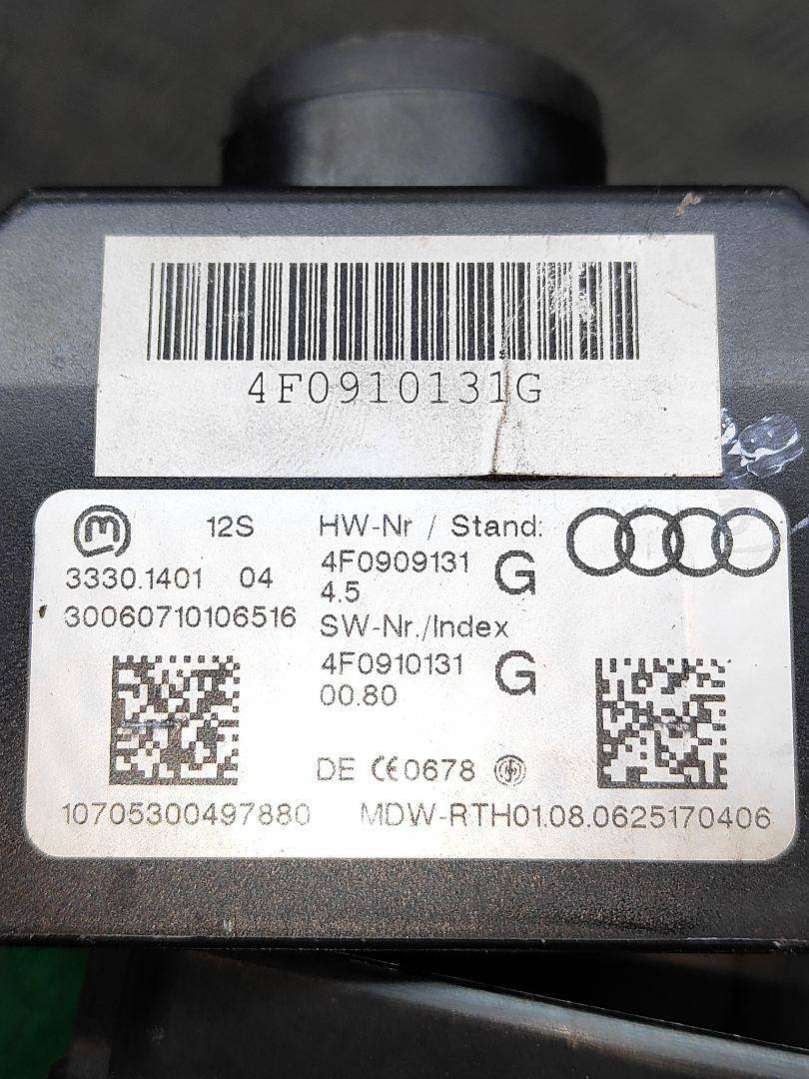 4F0910131G
12S
3330.1401 04
30060710106516
HW-Nr / Stand:
4F0909131 G
4.5
SW-Nr./Index
4F0910131 G
00.80
DE CE0678
10705300497880 MDW-RTH01.08.0625170406